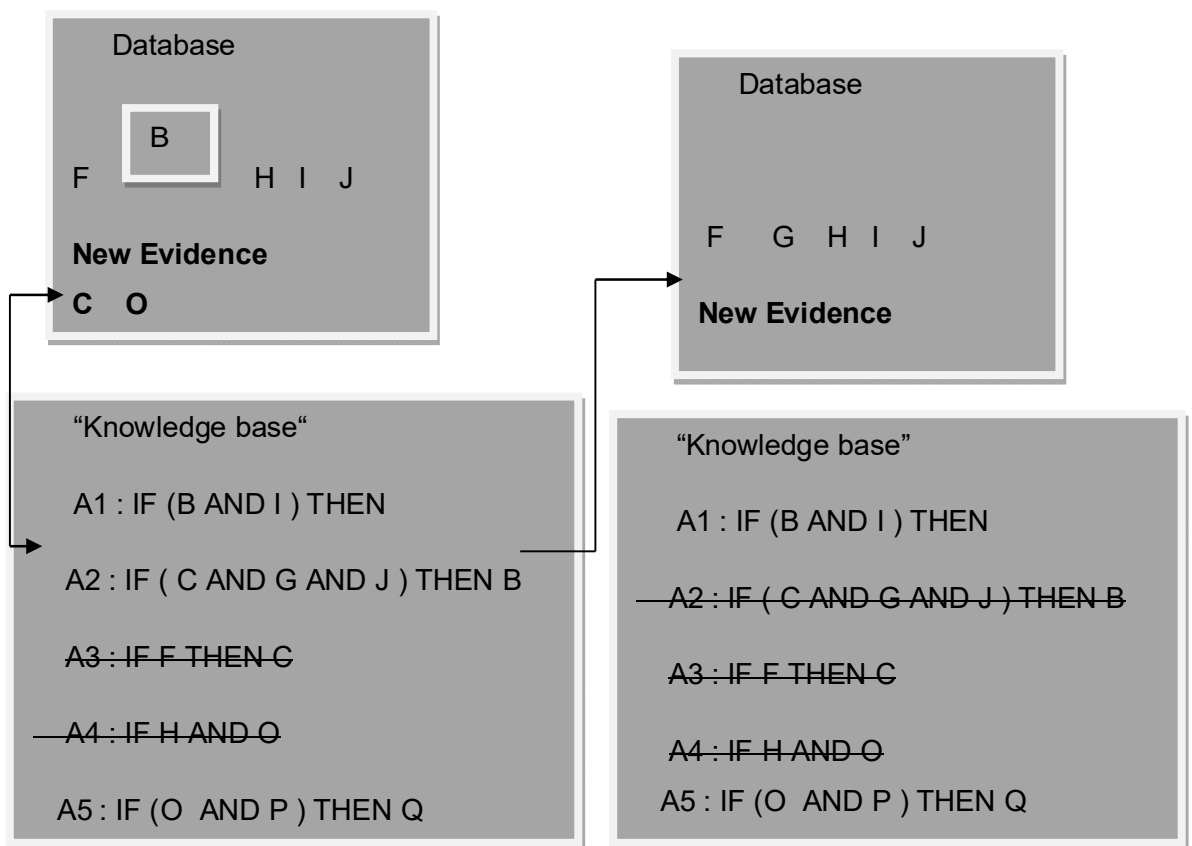 Database
B
F H I J
New Evidence
C O
Database
F G H I J
New Evidence
“Knowledge base“
A1 : IF (B AND I ) THEN
A2 : IF ( C AND G AND J ) THEN B
A3 : IF F THEN C
A4 : IF H AND O
A5 : IF (O AND P ) THEN Q
“Knowledge base”
A1 : IF (B AND I ) THEN
A2 : IF ( C AND G AND J ) THEN B
A3 : IF F THEN C
A4 : IF H AND O
A5 : IF (O AND P ) THEN Q